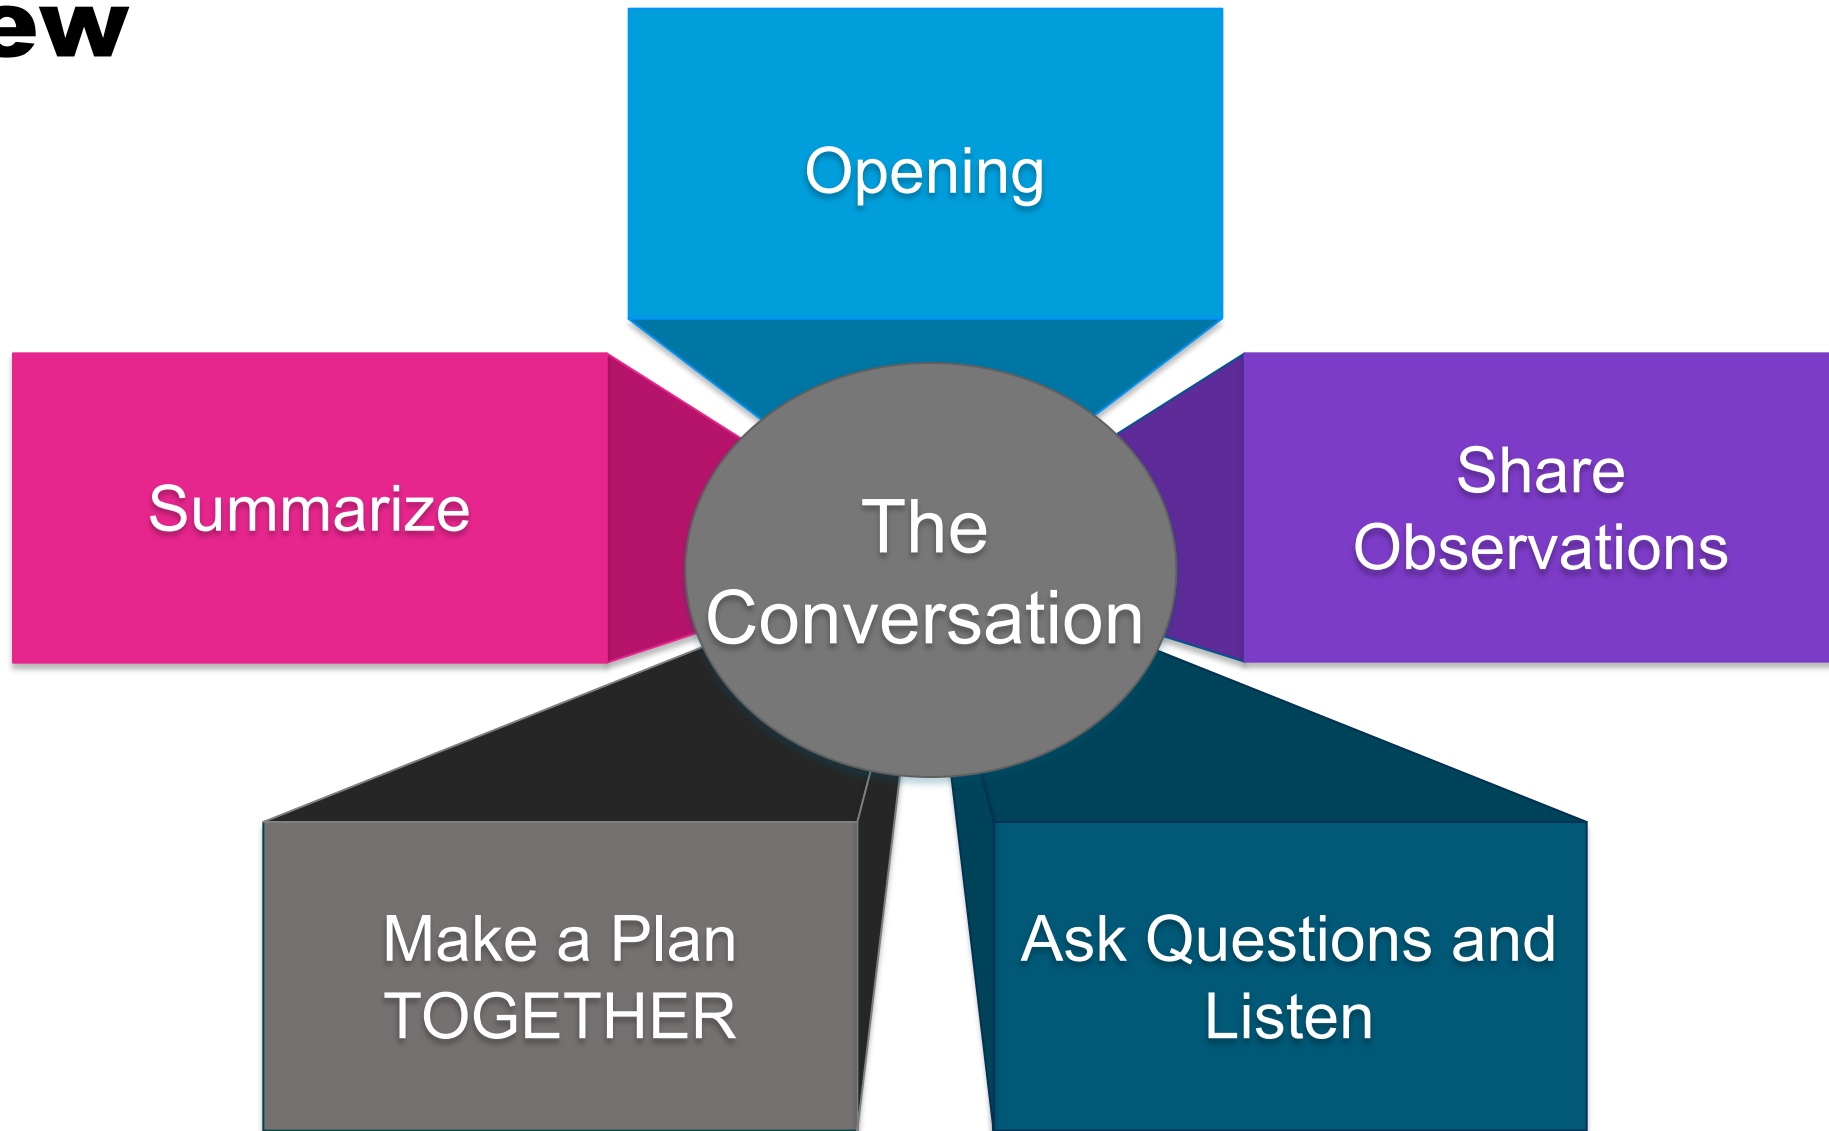 ew
Opening
Share
Observations
Ask Questions and
Listen
Make a Plan
TOGETHER
Summarize
The
Conversation